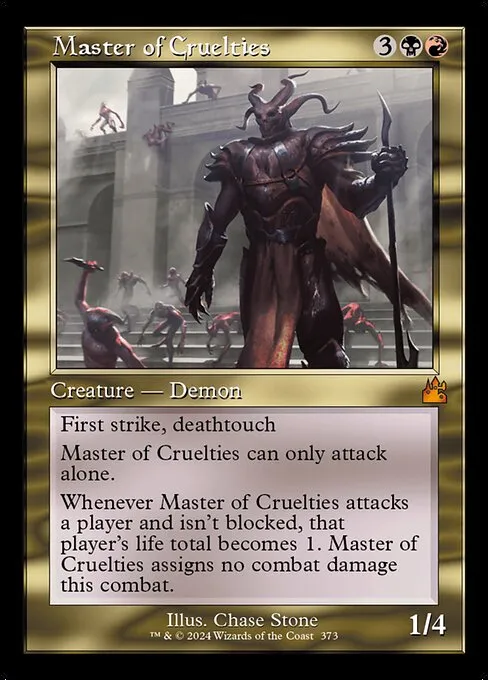 Master of Cruelties 3
Creature — Demon
First strike, deathtouch
Master of Cruelties can only attack
alone.
Whenever Master of Cruelties attacks
a player and isn't blocked, that
player's life total becomes 1. Master of
Cruelties assigns no combat damage
this combat.
Illus. Chase Stone
™ & © 2024 Wizards of the Coast 373
1/4